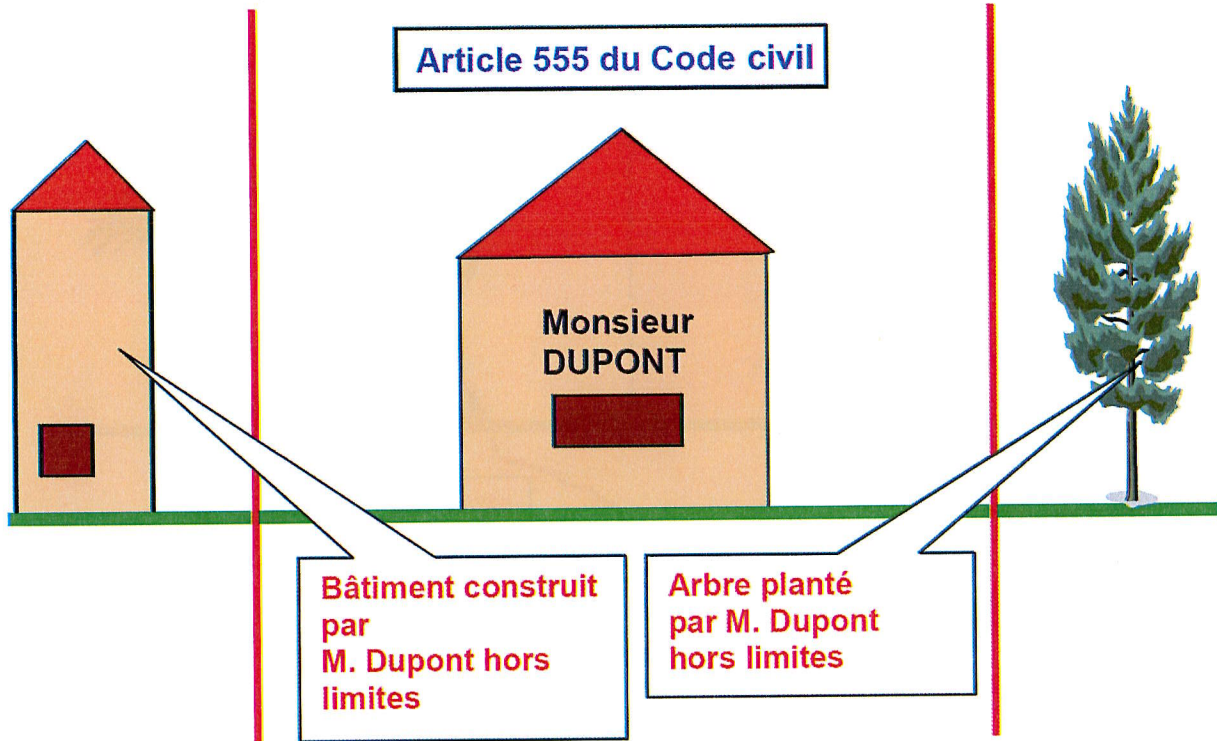 Article 555 du Code civil
Monsieur
DUPONT
Bâtiment construit
par
M. Dupont hors
limites
Arbre planté
par M. Dupont
hors limites